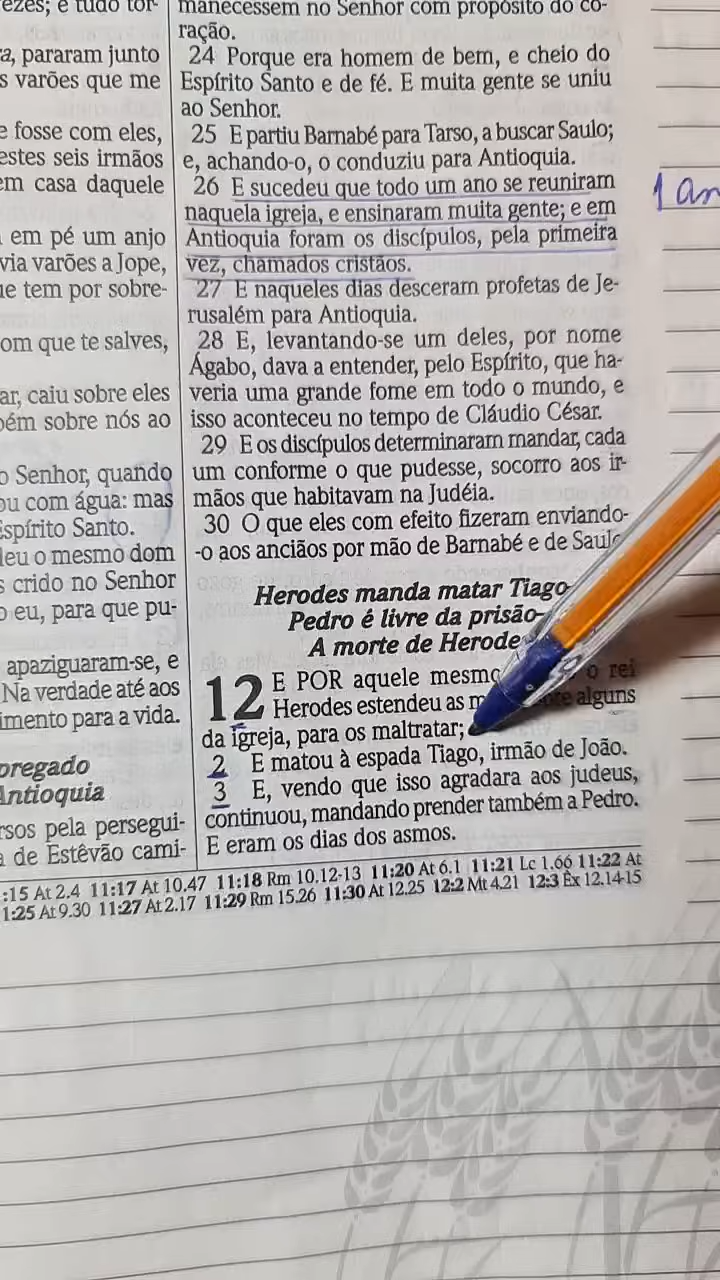 ezes; e tudo tor-
ra, pararam junto
s varões que me
e fosse com eles,
estes seis irmãos
em casa daquele
em pé um anjo
via varões a Jope,
ue tem por sobre-
om que te salves,
ar, caiu sobre eles
bém sobre nós ao
o Senhor, quando
ou com água: mas
Espírito Santo.
deu o mesmo dom
s crido no Senhor
o eu, para que pu-
apaziguaram-se, e
Na verdade até aos
imento para a vida.
pregado
Antioquia
rsos pela persegui-
a de Estêvão cami-
manecessem no Senhor com propósito do co-
ração.
24 Porque era homem de bem, e cheio do
Espírito Santo e de fé. E muita gente se uniu
ao Senhor.
25 E partiu Barnabé para Tarso, a buscar Saulo;
e, achando-o, o conduziu para Antioquia.
26 E sucedeu que todo um ano se reuniram
naquela igreja, e ensinaram muita gente; e em
Antioquia foram os discípulos, pela primeira
vez, chamados cristãos.
27 E naqueles dias desceram profetas de Je-
rusalém para Antioquia.
28 E, levantando-se um deles, por nome
Ágabo, dava a entender, pelo Espírito, que ha-
veria uma grande fome em todo o mundo, e
isso aconteceu no tempo de Cláudio César.
29 E os discípulos determinaram mandar, cada
um conforme o que pudesse, socorro aos ir-
mãos que habitavam na Judéia.
30 O que eles com efeito fizeram enviando-
-o aos anciãos por mão de Barnabé e de Saulo
Herodes manda matar Tiago-
Pedro é livre da prisão-
A morte de Herode
12 E POR aquele mesmo o rei
Herodes estendeu as alguns
da igreja, para os maltratar;
2 E matou à espada Tiago, irmão de João.
3 E, vendo que isso agradara aos judeus,
continuou, mandando prender também a Pedro.
E eram os dias dos asmos.
:15 At 2.4 11:17 At 10.47 11:18 Rm 10.12-13 11:20 At 6.1 11:21 Lc 1.66 11:22 At
1:25 At 9.30 11:27 At 2.17 11:29 Rm 15.26 11:30 At 12.25 12:2 Mt 4.21 12:3 Êx 12.14-15
1 an